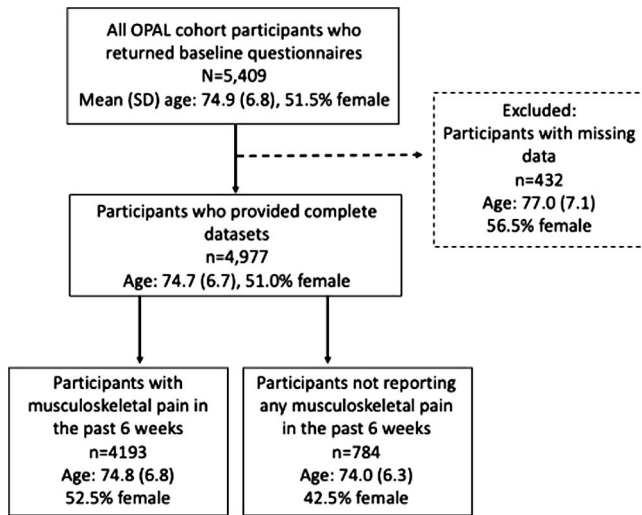 All OPAL cohort participants who
returned baseline questionnaires
N=5,409
Mean (SD) age: 74.9 (6.8), 51.5% female
Excluded:
Participants with missing
data
n=432
Age: 77.0 (7.1)
56.5% female
Participants who provided complete
datasets
n=4,977
Age: 74.7 (6.7), 51.0% female
Participants with
musculoskeletal pain in
the past 6 weeks
n=4193
Age: 74.8 (6.8)
52.5% female
Participants not reporting
any musculoskeletal pain
in the past 6 weeks
n=784
Age: 74.0 (6.3)
42.5% female